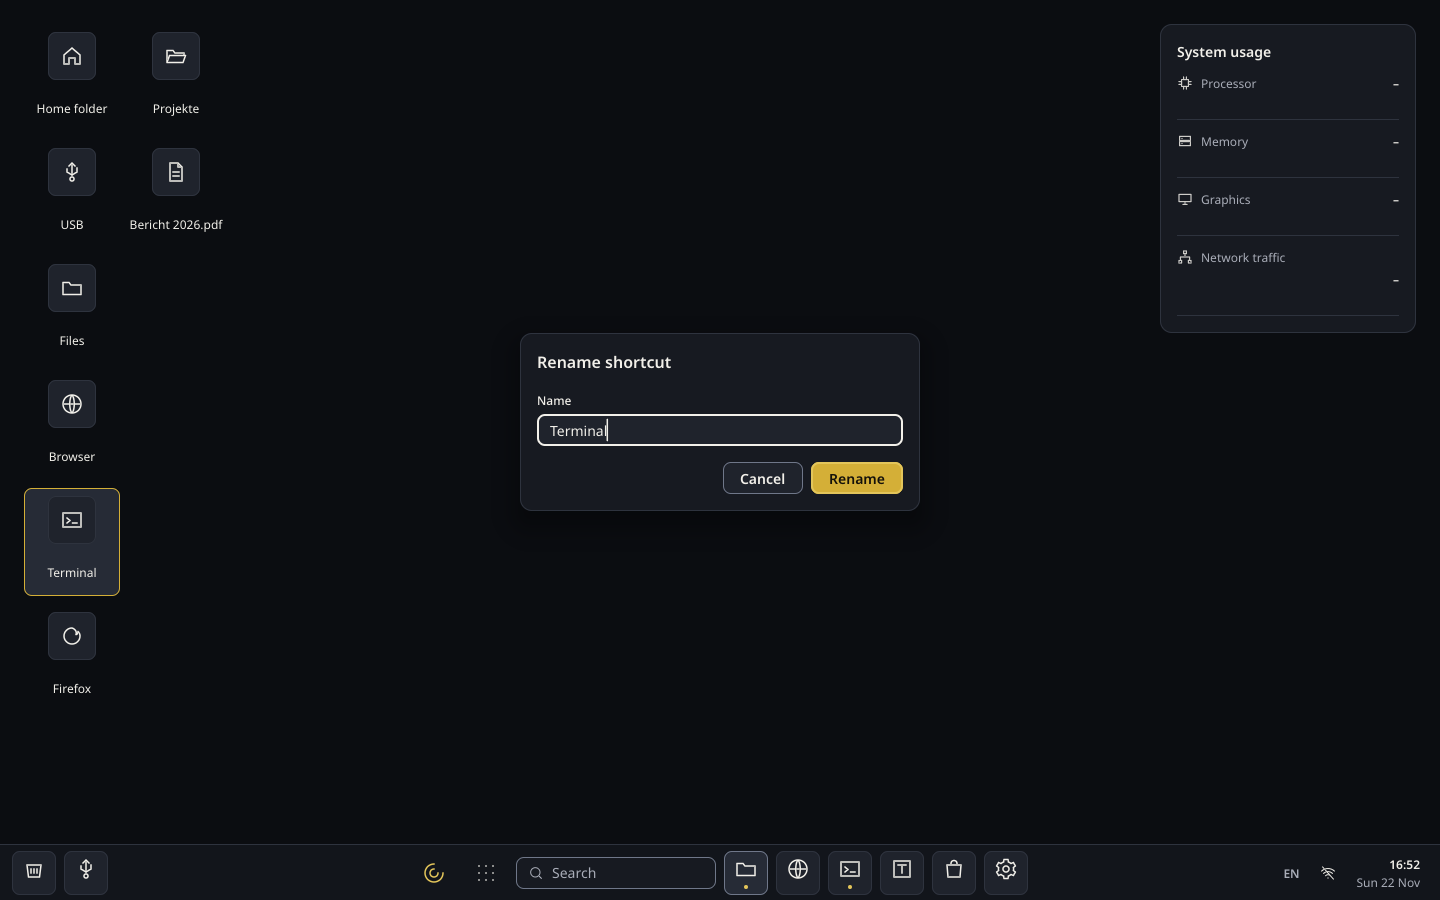 Home folder
Projekte
USB
Bericht 2026.pdf
Files
Browser
Terminal
Firefox
System usage
Processor –
Memory –
Graphics –
Network traffic
–
Rename shortcut
Name
Terminal
Cancel
Rename
Search
EN
16:52
Sun 22 Nov